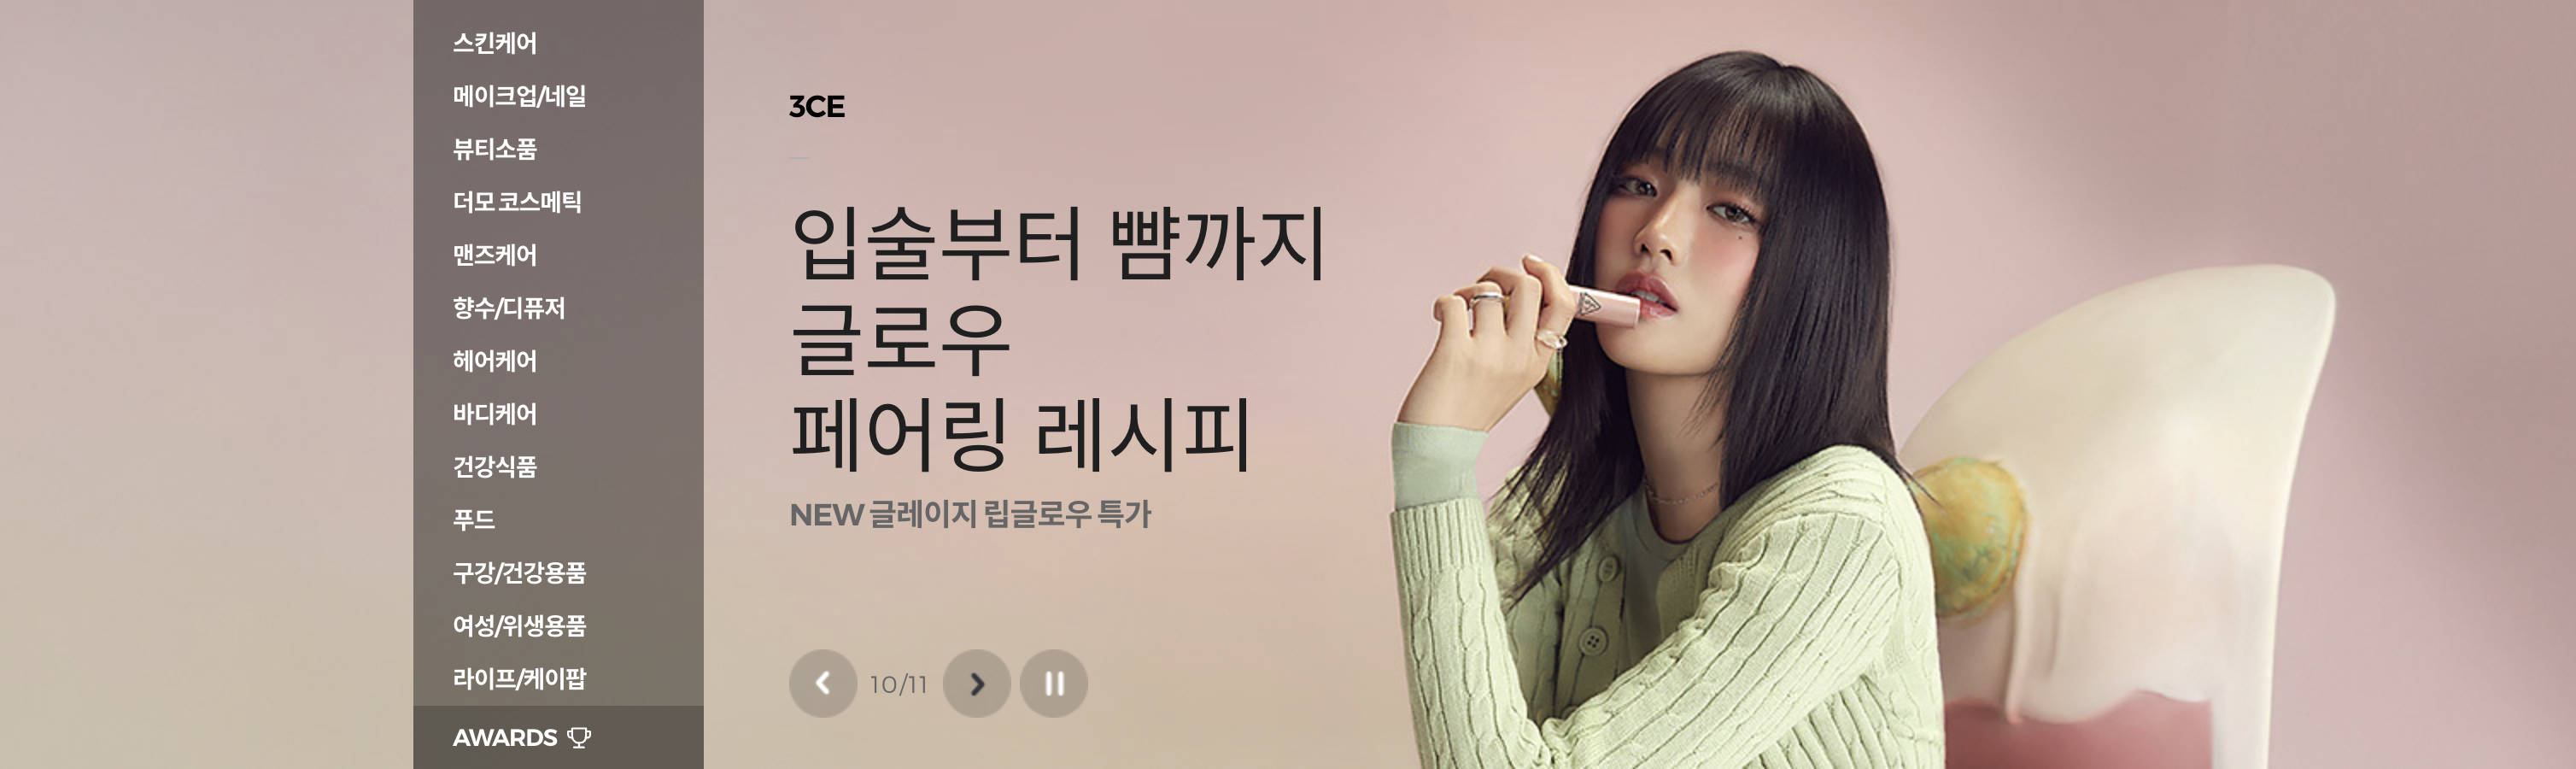 스킨케어
메이크업/네일
뷰티소품
더모 코스메틱
맨즈케어
향수/디퓨저
헤어케어
바디케어
건강식품
푸드
구강/건강용품
여성/위생용품
라이프/케이팝
AWARDS
3CE
입술부터 뺨까지
글로우
페어링 레시피
NEW 글레이지 립글로우 특가
10/11